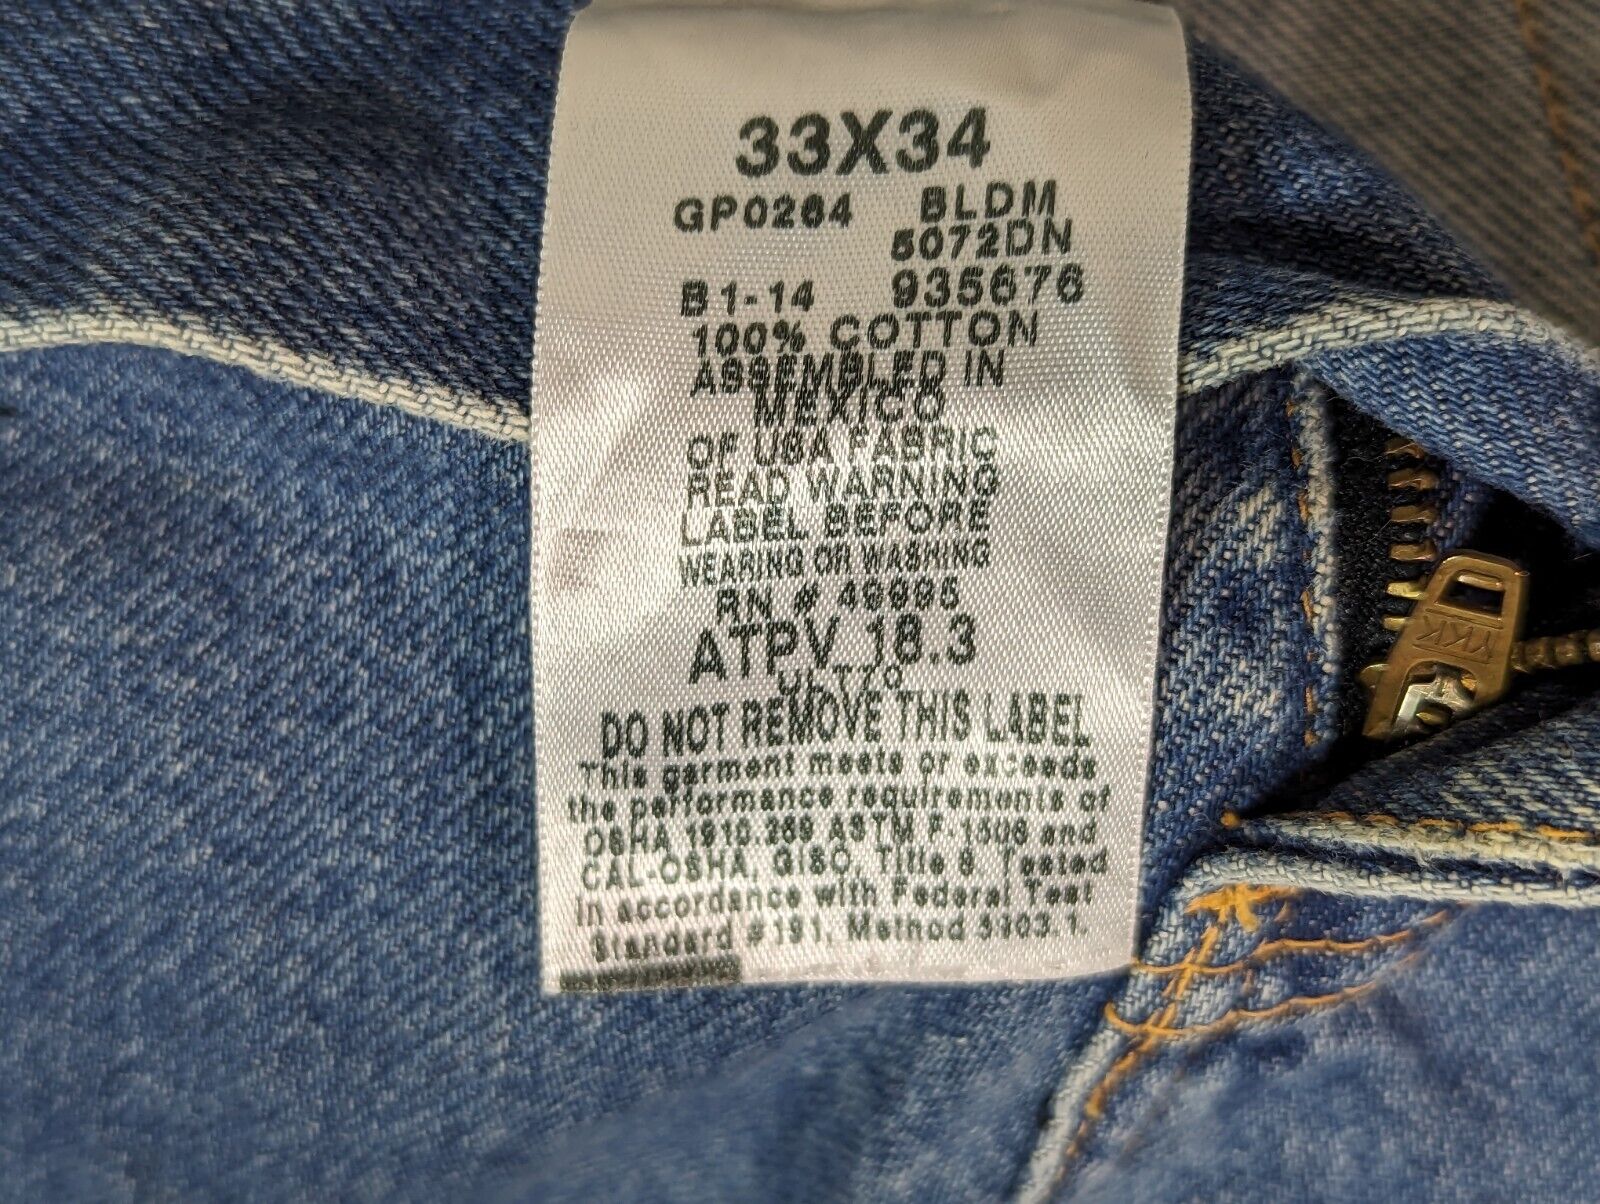 33X34
GP0264 BLDM
5072DN
B1-14 935676
100% COTTON
ASSEMBLED IN
MEXICO
OF USA FABRIC
READ WARNING
LABEL BEFORE
WEARING OR WASHING
RN # 49995
ATPV 18.3
DO NOT REMOVE THIS LABEL
This garment meets or exceeds
the performance requirements of
OSHA 1910.269 ASTM F-1506 and
CAL-OSHA, GISO, Title 8. Tested
in accordance with Federal Test
Standard #191, Method 5903.1.
YKK